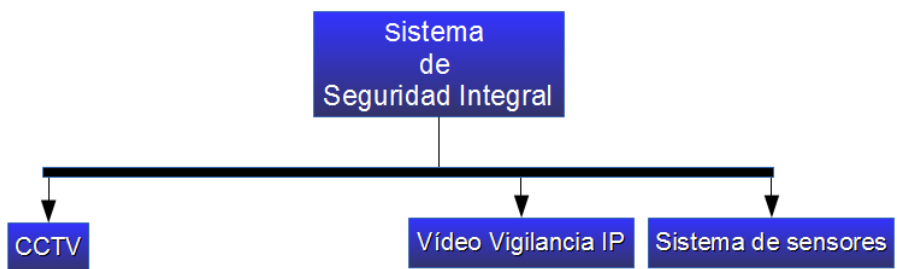 Sistema
de
Seguridad Integral
CCTV
Vídeo Vigilancia IP
Sistema de sensores